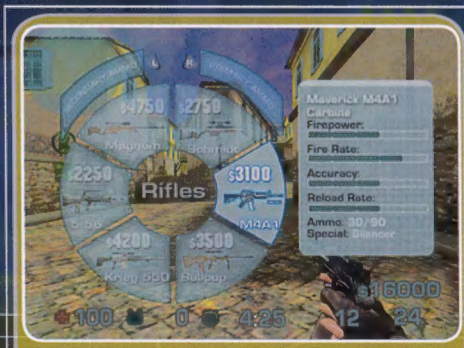 SECONDARY AMMO L R PRIMARY AMMO
$4750 $2750
Magnum Schmidt
$2250 Rifles $3100
5.56 M4A1
$4200 $3500
Krieg 550 Bullpup
Maverick M4A1
Carbine
Firepower:
Fire Rate:
Accuracy:
Reload Rate:
Ammo: 30/90
Special: Silencer
$16000
100 0 4:25 12 24